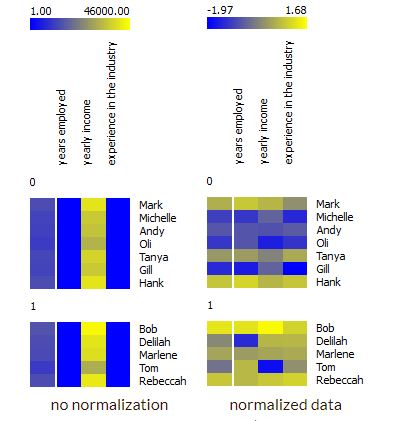 1.00 46000.00
years employed
yearly income
experience in the industry
0
Mark
Michelle
Andy
Oli
Tanya
Gill
Hank
1
Bob
Delilah
Marlene
Tom
Rebeccah
no normalization
-1.97 1.68
years employed
yearly income
experience in the industry
0
Mark
Michelle
Andy
Oli
Tanya
Gill
Hank
1
Bob
Delilah
Marlene
Tom
Rebeccah
normalized data